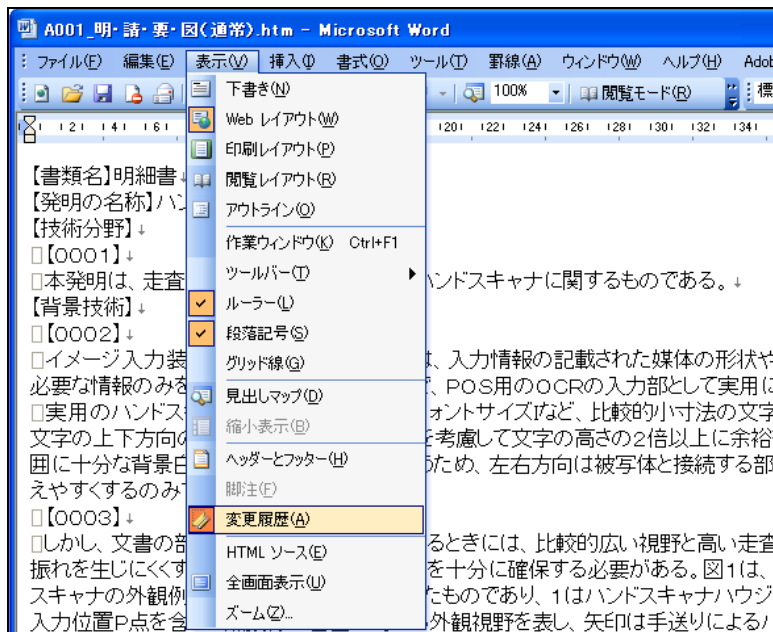 A001_明・請・要・図(通常).htm - Microsoft Word
ファイル(F) 編集(E) 表示(V) 挿入(I) 書式(O) ツール(T) 罫線(A) ウィンドウ(W) ヘルプ(H) Adob
100% 閲覧モード(R) 標
121 141 161 1201 1221 1241 1261 1281 1301 1321 1341
下書き(N)
Web レイアウト(W)
印刷レイアウト(P)
閲覧レイアウト(R)
アウトライン(O)
作業ウィンドウ(K) Ctrl+F1
ツールバー(T)
ルーラー(L)
段落記号(S)
グリッド線(G)
見出しマップ(D)
縮小表示(B)
ヘッダーとフッター(H)
脚注(F)
変更履歴(A)
HTML ソース(E)
全画面表示(U)
ズーム(Z)...
【書類名】明細書↓
【発明の名称】ハン
【技術分野】↓
□【0001】↓
□本発明は、走査 ハンドスキャナに関するものである。↓
【背景技術】↓
□【0002】↓
□イメージ入力装 は、入力情報の記載された媒体の形状や
必要な情報のみを で、POS用のOCRの入力部として実用に
□実用のハンドス ォントサイズIなど、比較的小寸法の文字
文字の上下方向の を考慮して文字の高さの2倍以上に余裕
囲に十分な背景白 のため、左右方向は被写体と接続する部
えやすくするのみ
□【0003】↓
□しかし、文書の部 るときには、比較的広い視野と高い走査
振れを生じにくくす を十分に確保する必要がある。図1は、
スキャナの外観例 たものであり、1はハンドスキャナハウジ
入力位置P点を含 外観視野を表し、矢印は手送りによるハ